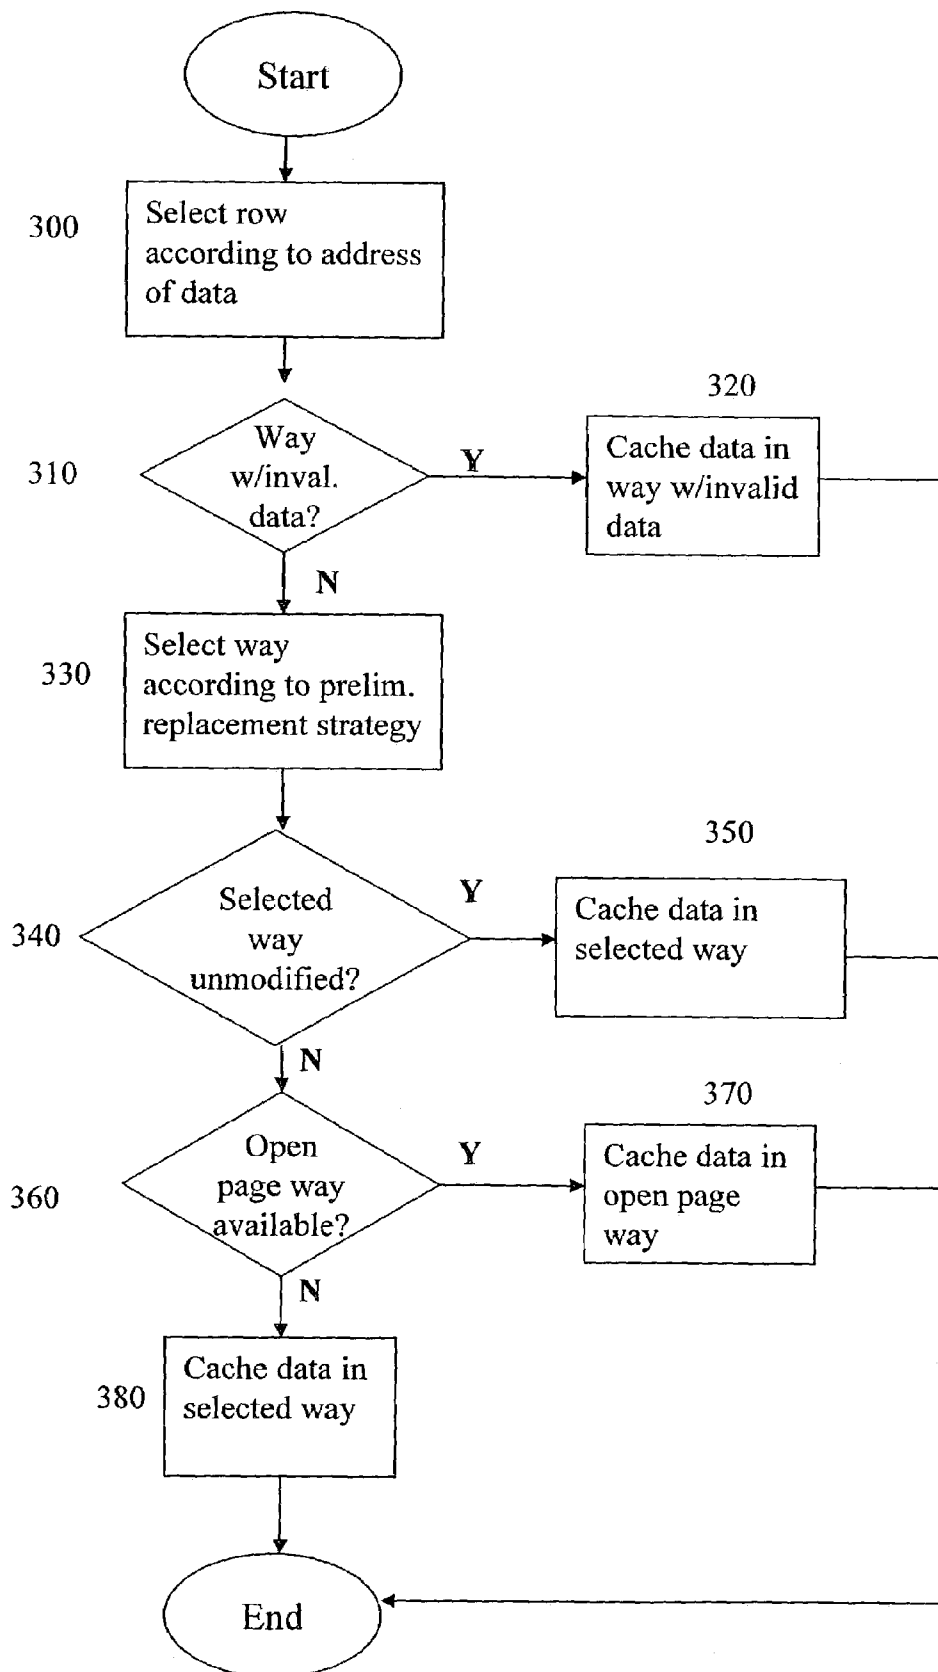 Start
300
Select row
according to address
of data
310
Way
w/inval.
data?
Y
320
Cache data in
way w/invalid
data
N
330
Select way
according to prelim.
replacement strategy
340
Selected
way
unmodified?
Y
350
Cache data in
selected way
N
360
Open
page way
available?
Y
370
Cache data in
open page
way
N
380
Cache data in
selected way
End